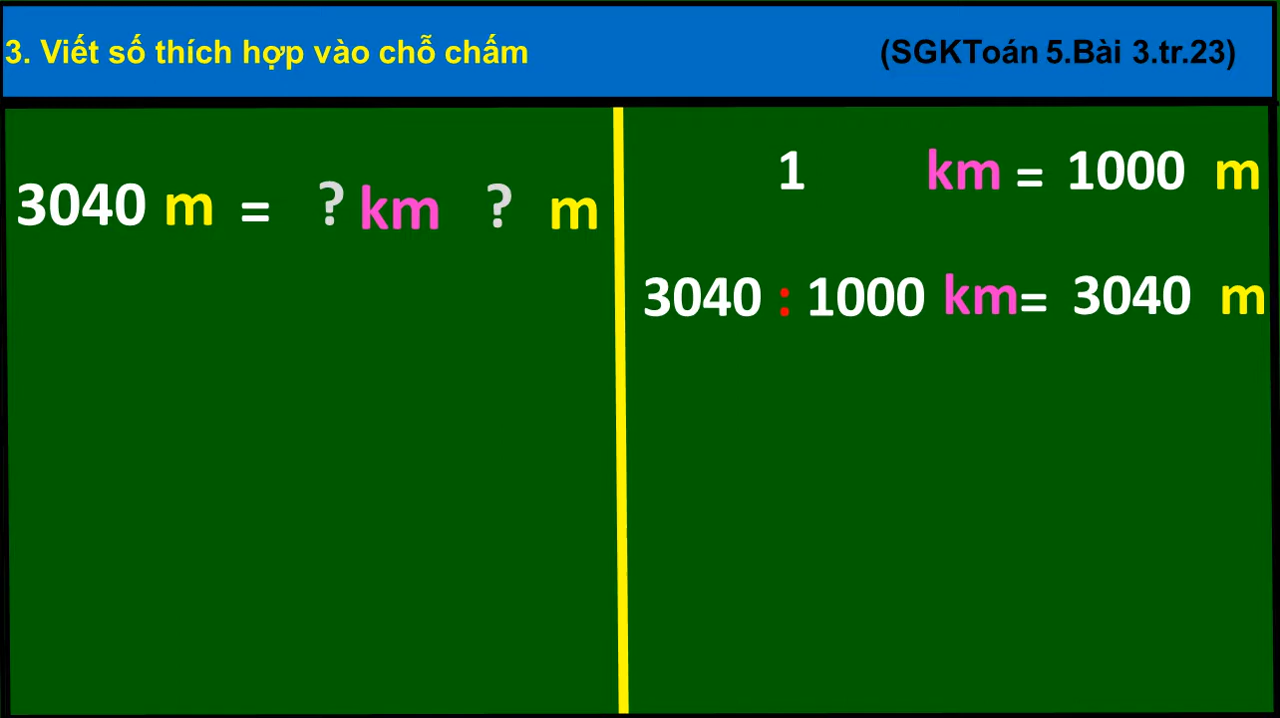 3. Viết số thích hợp vào chỗ chấm (SGKToán 5.Bài 3.tr.23)
3040 m = ? km ? m
1 km = 1000 m
3040 : 1000 km= 3040 m